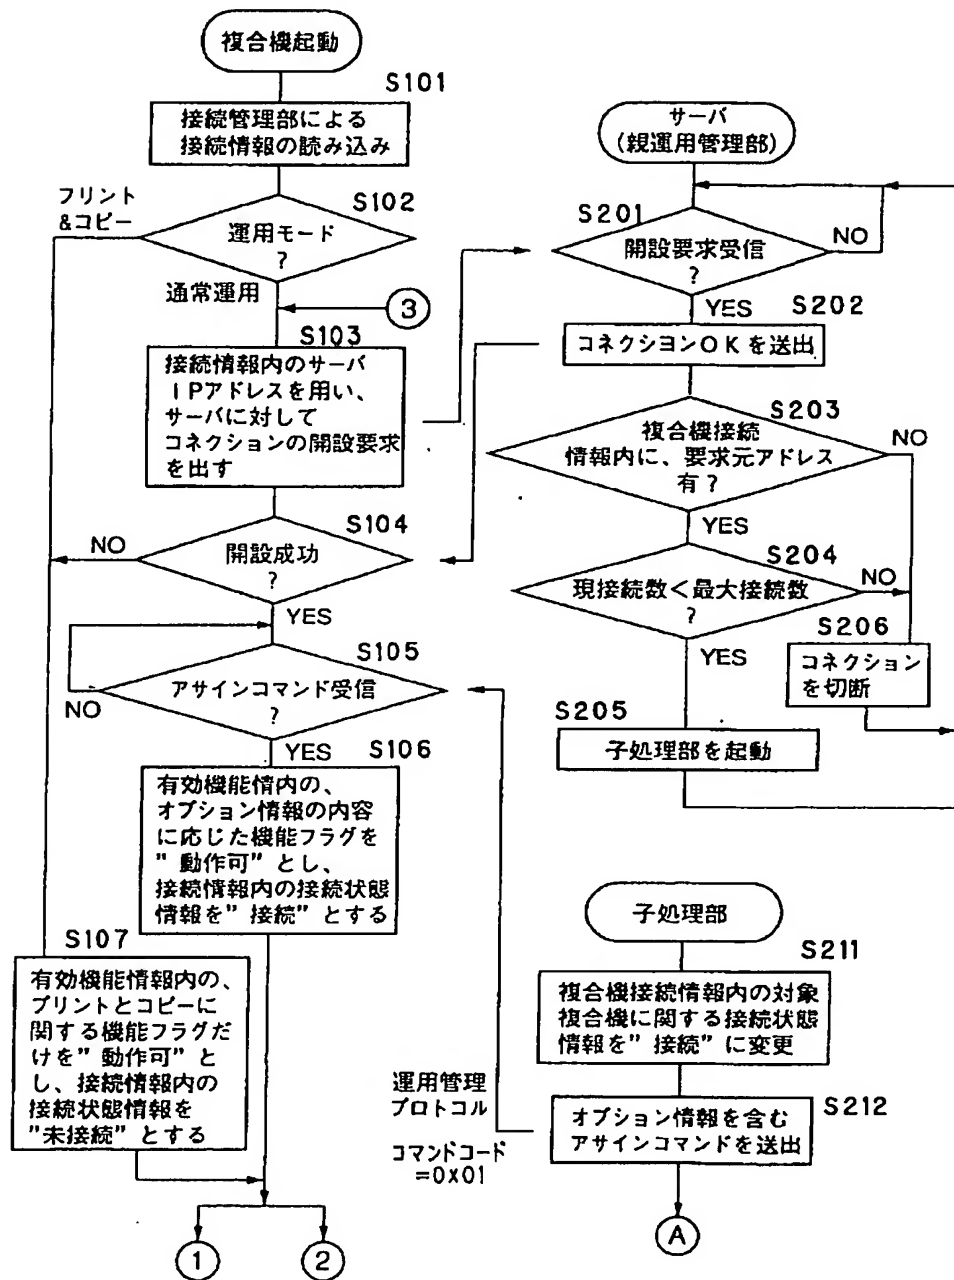 複合機起動
S101
接続管理部による
接続情報の読み込み
プリント
&コピー
S102
運用モード
?
通常運用
3
S103
接続情報内のサーバ
IPアドレスを用い、
サーバに対して
コネクションの開設要求
を出す
S104
開設成功
?
NO
YES
S105
アサインコマンド受信
?
NO
YES
S106
有効機能情内の、
オプション情報の内容
に応じた機能フラグを
"動作可"とし、
接続情報内の接続状態
情報を"接続"とする
S107
有効機能情報内の、
プリントとコピーに
関する機能フラグだ
けを"動作可"と
し、接続情報内の
接続状態情報を
"未接続"とする
1
2
サーバ
(親運用管理部)
S201
開設要求受信
?
NO
YES
S202
コネクションOKを送出
S203
複合機接続
情報内に、要求元アドレス
有?
NO
YES
S204
現接続数<最大接続数
?
NO
YES
S206
コネクション
を切断
S205
子処理部を起動
子処理部
S211
複合機接続情報内の対象
複合機に関する接続状態
情報を"接続"に変更
S212
オプション情報を含む
アサインコマンドを送出
運用管理
プロトコル
コマンドコード
=0X01
A